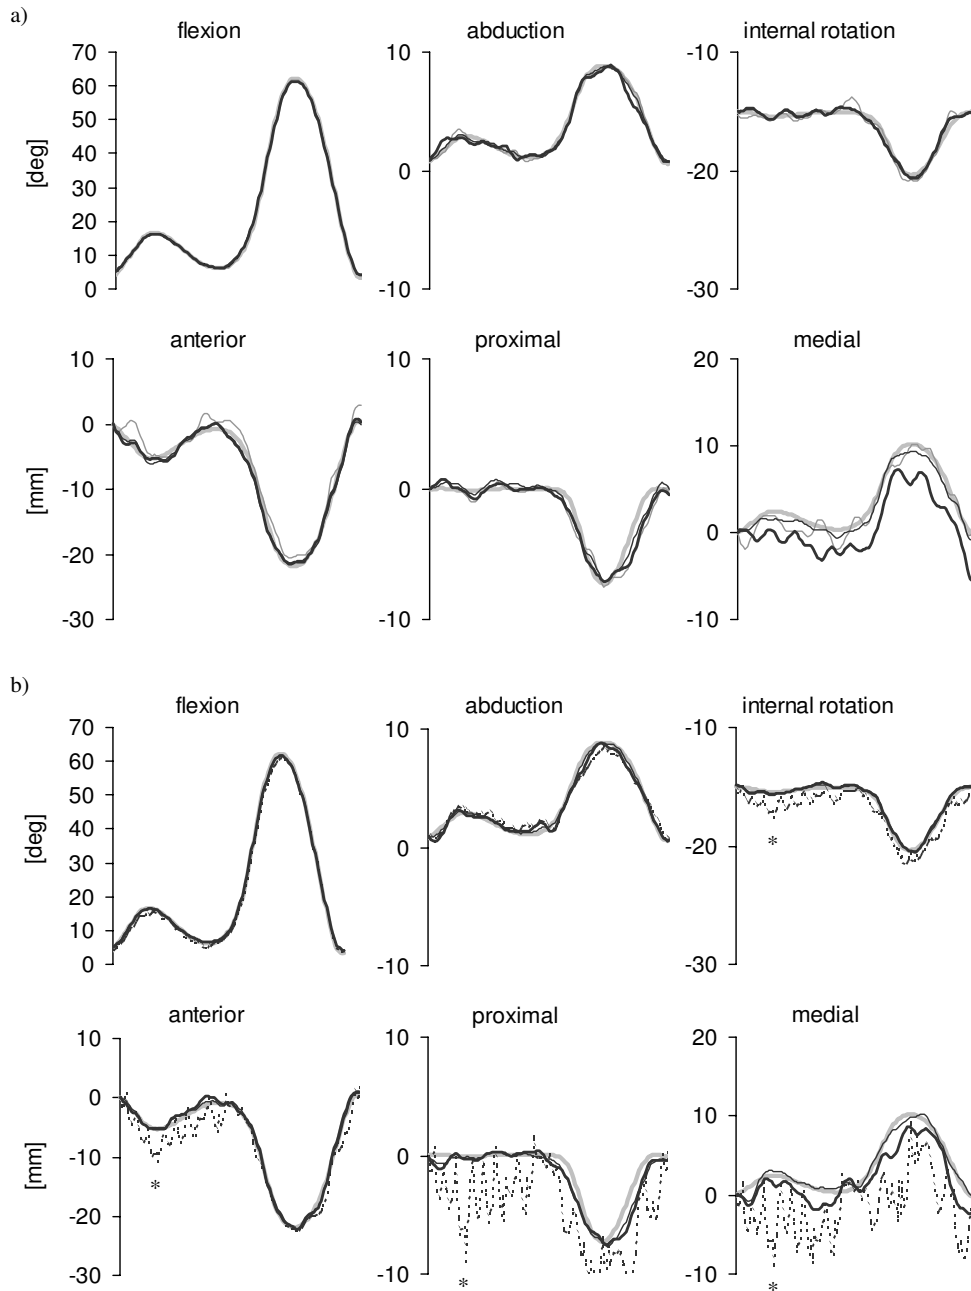 a)
flexion abduction internal rotation
70 10 -10
60
50
[deg] 40 0 -20
30
20
10
0 -10 -30
anterior proximal medial
10 10 20
0 10
[mm] -10 0 0
-20
-30 -10 -10
b)
flexion abduction internal rotation
70 10 -10
60
50
[deg] 40 0 * -20
30
20
10
0 -10 -30
anterior proximal medial
10 10 20
0 10
[mm] -10 0 0
* -20
-30 -10 * -10 *